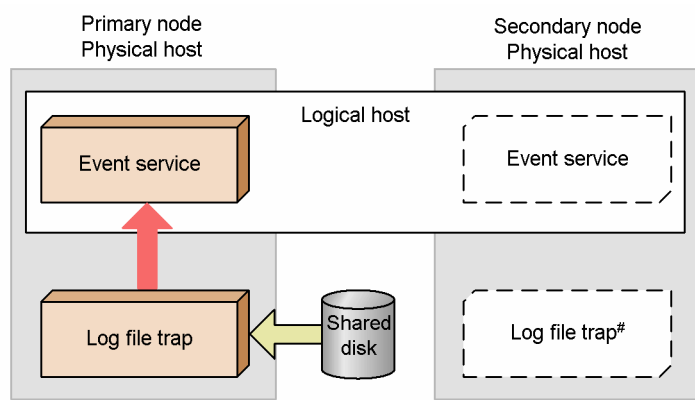 Primary node
Physical host
Secondary node
Physical host
Logical host
Event service
Event service
Log file trap
Shared
disk
Log file trap#